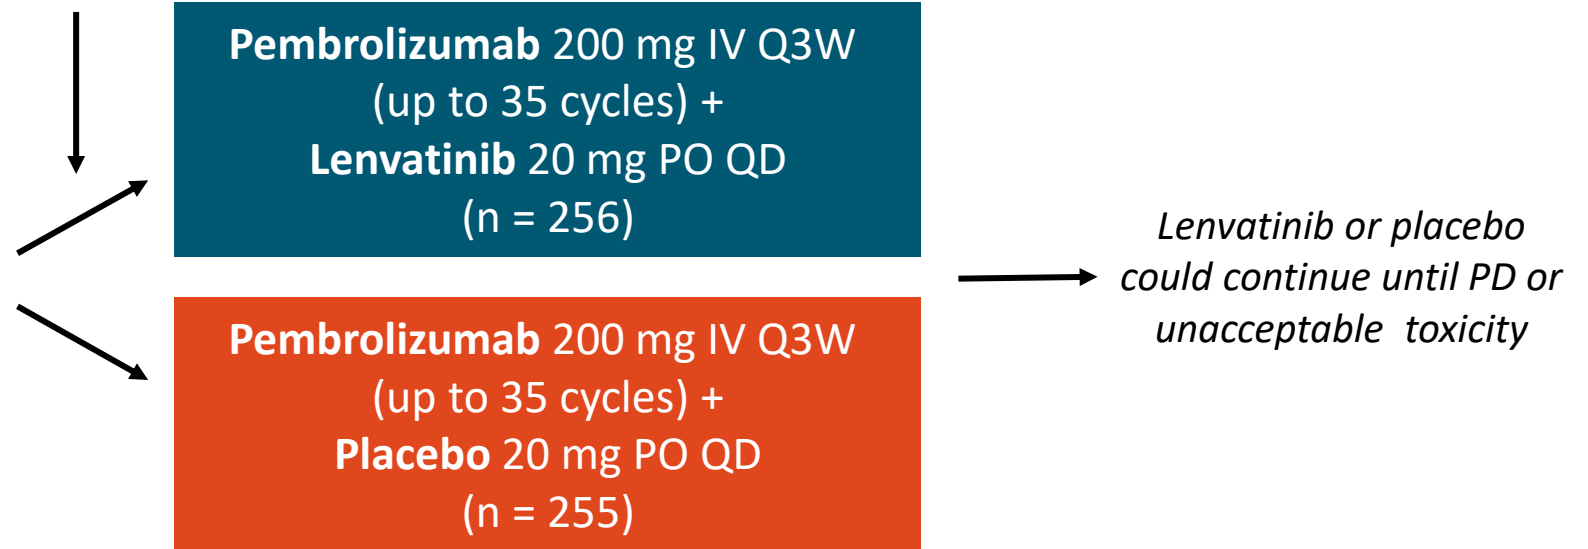 Pembrolizumab 200 mg IV Q3W
(up to 35 cycles) +
Lenvatinib 20 mg PO QD
(n = 256)
Pembrolizumab 200 mg IV Q3W
(up to 35 cycles) +
Placebo 20 mg PO QD
(n = 255)
Lenvatinib or placebo
could continue until PD or
unacceptable  toxicity